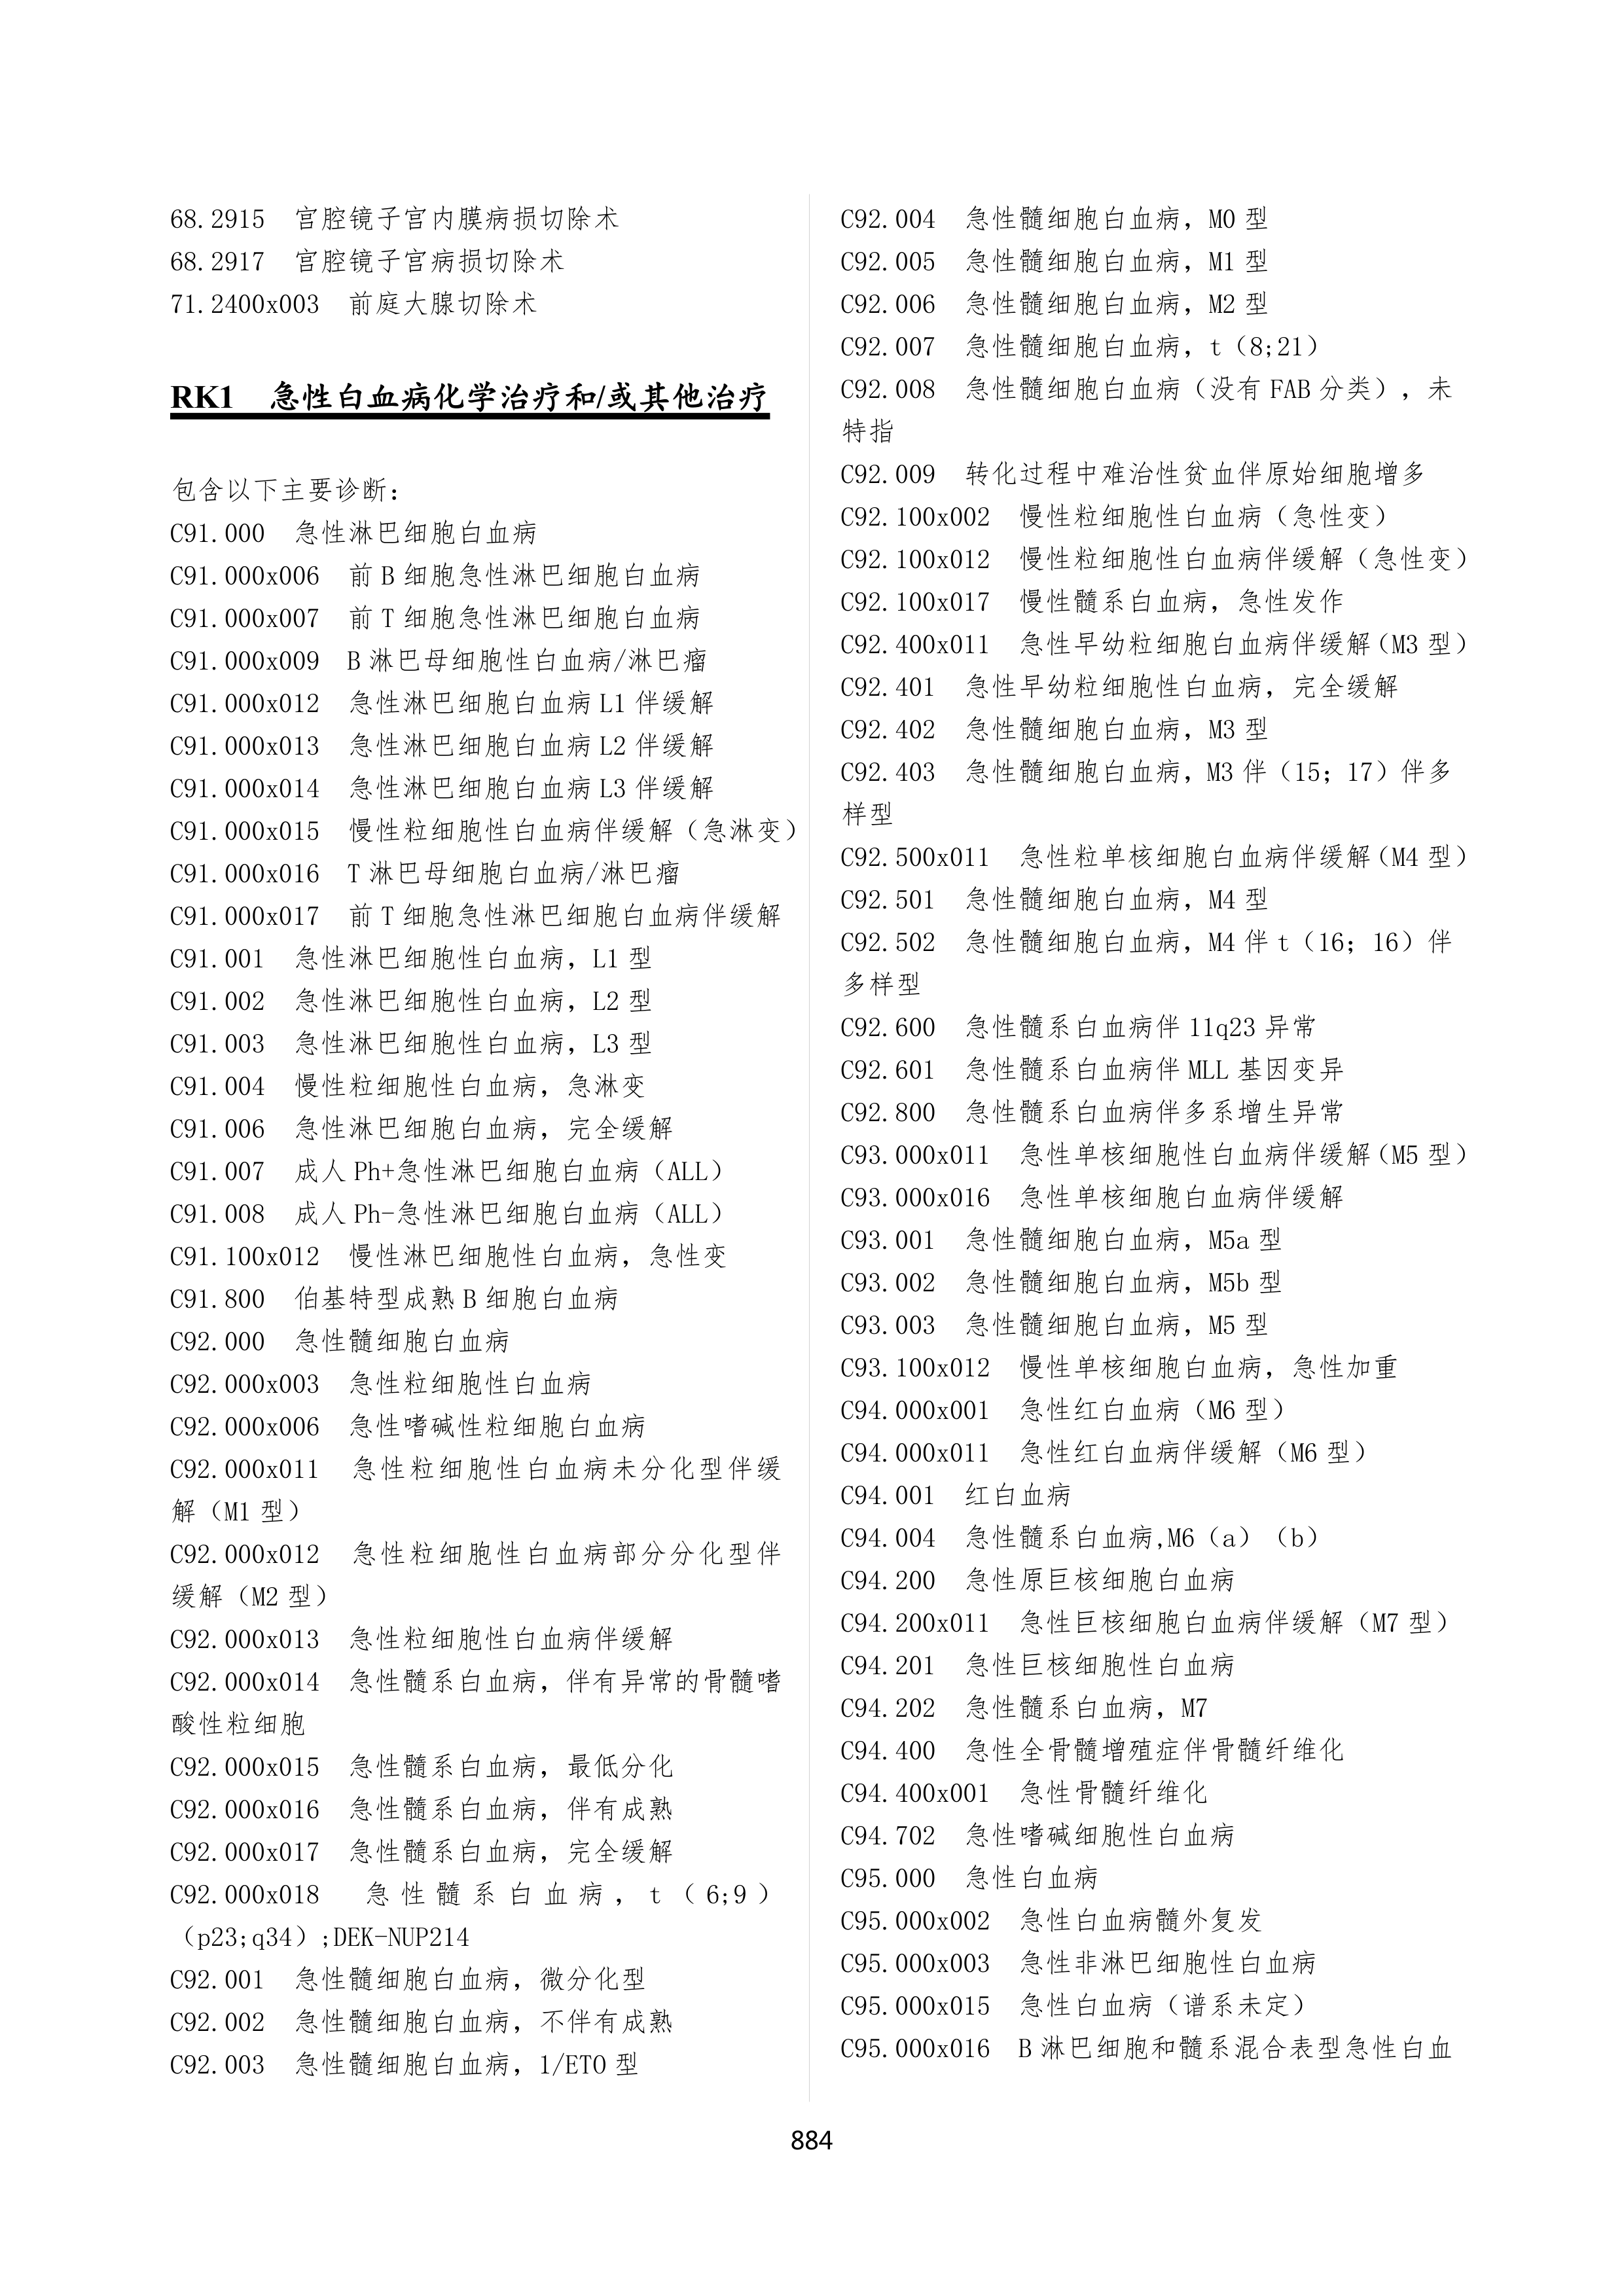 68.2915 宫腔镜子宫内膜病损切除术
68.2917 宫腔镜子宫病损切除术
71.2400x003 前庭大腺切除术
RK1 急性白血病化学治疗和/或其他治疗
包含以下主要诊断：
C91.000 急性淋巴细胞白血病
C91.000x006 前 B 细胞急性淋巴细胞白血病
C91.000x007 前 T 细胞急性淋巴细胞白血病
C91.000x009 B 淋巴母细胞性白血病/淋巴瘤
C91.000x012 急性淋巴细胞白血病 L1 伴缓解
C91.000x013 急性淋巴细胞白血病 L2 伴缓解
C91.000x014 急性淋巴细胞白血病 L3 伴缓解
C91.000x015 慢性粒细胞性白血病伴缓解（急淋变）
C91.000x016 T 淋巴母细胞白血病/淋巴瘤
C91.000x017 前 T 细胞急性淋巴细胞白血病伴缓解
C91.001 急性淋巴细胞性白血病，L1 型
C91.002 急性淋巴细胞性白血病，L2 型
C91.003 急性淋巴细胞性白血病，L3 型
C91.004 慢性粒细胞性白血病，急淋变
C91.006 急性淋巴细胞白血病，完全缓解
C91.007 成人 Ph+急性淋巴细胞白血病（ALL）
C91.008 成人 Ph-急性淋巴细胞白血病（ALL）
C91.100x012 慢性淋巴细胞性白血病，急性变
C91.800 伯基特型成熟 B 细胞白血病
C92.000 急性髓细胞白血病
C92.000x003 急性粒细胞性白血病
C92.000x006 急性嗜碱性粒细胞白血病
C92.000x011 急性粒细胞性白血病未分化型伴缓
解（M1 型）
C92.000x012 急性粒细胞性白血病部分分化型伴
缓解（M2 型）
C92.000x013 急性粒细胞性白血病伴缓解
C92.000x014 急性髓系白血病，伴有异常的骨髓嗜
酸性粒细胞
C92.000x015 急性髓系白血病，最低分化
C92.000x016 急性髓系白血病，伴有成熟
C92.000x017 急性髓系白血病，完全缓解
C92.000x018 急性髓系白血病，t（6;9）
（p23;q34）;DEK-NUP214
C92.001 急性髓细胞白血病，微分化型
C92.002 急性髓细胞白血病，不伴有成熟
C92.003 急性髓细胞白血病，1/ETO 型
C92.004 急性髓细胞白血病，M0 型
C92.005 急性髓细胞白血病，M1 型
C92.006 急性髓细胞白血病，M2 型
C92.007 急性髓细胞白血病，t（8;21）
C92.008 急性髓细胞白血病（没有 FAB 分类），未
特指
C92.009 转化过程中难治性贫血伴原始细胞增多
C92.100x002 慢性粒细胞性白血病（急性变）
C92.100x012 慢性粒细胞性白血病伴缓解（急性变）
C92.100x017 慢性髓系白血病，急性发作
C92.400x011 急性早幼粒细胞白血病伴缓解（M3 型）
C92.401 急性早幼粒细胞性白血病，完全缓解
C92.402 急性髓细胞白血病，M3 型
C92.403 急性髓细胞白血病，M3 伴（15；17）伴多
样型
C92.500x011 急性粒单核细胞白血病伴缓解（M4 型）
C92.501 急性髓细胞白血病，M4 型
C92.502 急性髓细胞白血病，M4 伴 t（16；16）伴
多样型
C92.600 急性髓系白血病伴 11q23 异常
C92.601 急性髓系白血病伴 MLL 基因变异
C92.800 急性髓系白血病伴多系增生异常
C93.000x011 急性单核细胞性白血病伴缓解（M5 型）
C93.000x016 急性单核细胞白血病伴缓解
C93.001 急性髓细胞白血病，M5a 型
C93.002 急性髓细胞白血病，M5b 型
C93.003 急性髓细胞白血病，M5 型
C93.100x012 慢性单核细胞白血病，急性加重
C94.000x001 急性红白血病（M6 型）
C94.000x011 急性红白血病伴缓解（M6 型）
C94.001 红白血病
C94.004 急性髓系白血病,M6（a）（b）
C94.200 急性原巨核细胞白血病
C94.200x011 急性巨核细胞白血病伴缓解（M7 型）
C94.201 急性巨核细胞性白血病
C94.202 急性髓系白血病，M7
C94.400 急性全骨髓增殖症伴骨髓纤维化
C94.400x001 急性骨髓纤维化
C94.702 急性嗜碱细胞性白血病
C95.000 急性白血病
C95.000x002 急性白血病髓外复发
C95.000x003 急性非淋巴细胞性白血病
C95.000x015 急性白血病（谱系未定）
C95.000x016 B 淋巴细胞和髓系混合表型急性白血
884